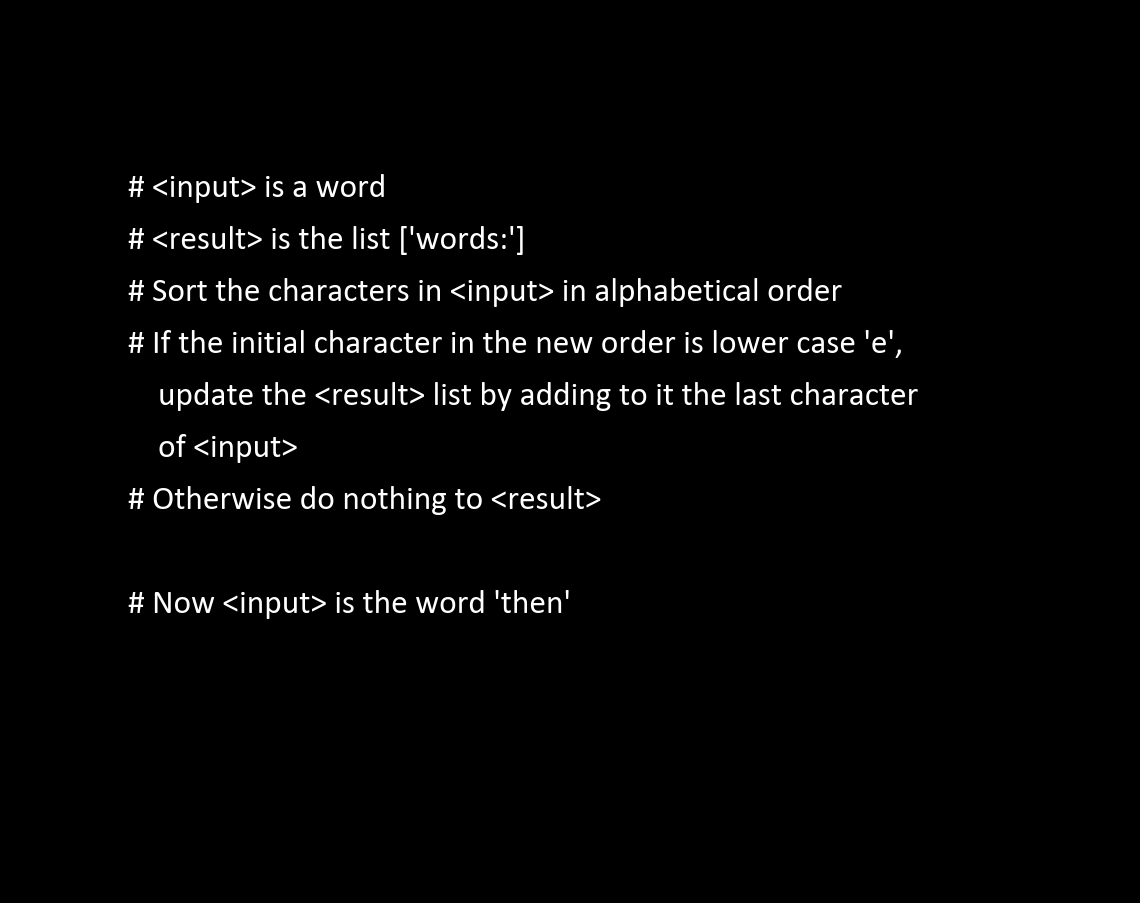 # <input> is a word
# <result> is the list ['words:']
# Sort the characters in <input> in alphabetical order
# If the initial character in the new order is lower case 'e',
update the <result> list by adding to it the last character
of <input>
# Otherwise do nothing to <result>
# Now <input> is the word 'then'